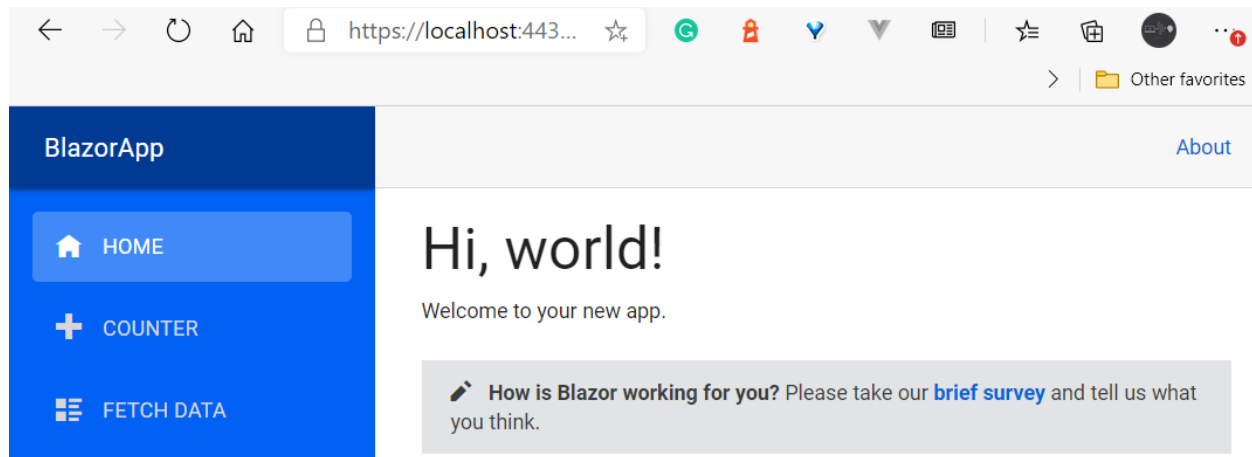 https://localhost:443...
Other favorites
BlazorApp
About
HOME
COUNTER
FETCH DATA
Hi, world!
Welcome to your new app.
How is Blazor working for you? Please take our brief survey and tell us what
you think.